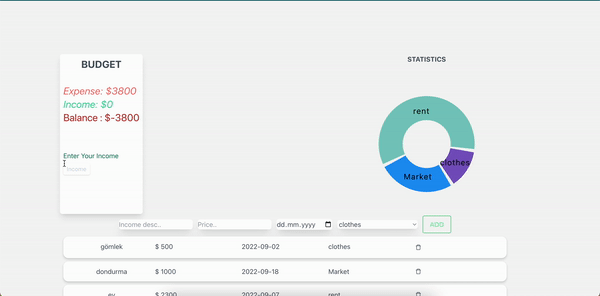 BUDGET
STATISTICS
Expense: $3800
Income: $0
Balance : $-3800
Enter Your Income
Income
rent
clothes
Market
Income desc..
Price..
dd.mm.yyyy
clothes
ADD
gömlek $ 500 2022-09-02 clothes
dondurma $ 1000 2022-09-18 Market
ev $ 2300 2022-09-07 rent